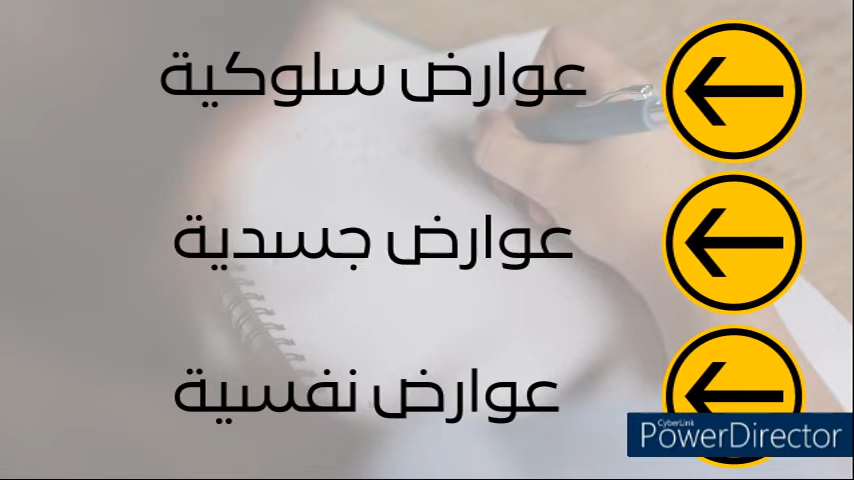 عوارض سلوكية
عوارض جسدية
عوارض نفسية
CyberLink
PowerDirector